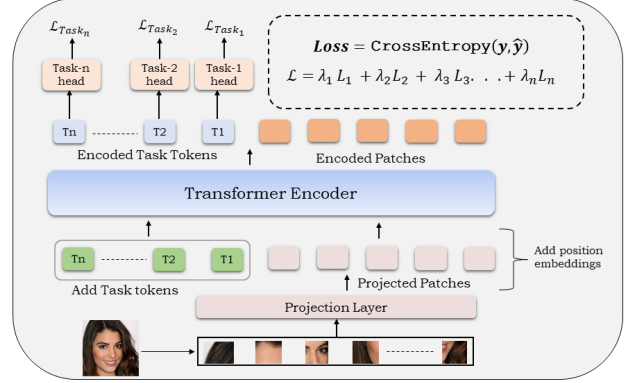 𝓛_Task_n 𝓛_Task_2 𝓛_Task_1
Loss = CrossEntropy(y, ŷ)
𝓛 = λ₁ L₁ + λ₂L₂ + λ₃ L₃. . . + λₙLₙ
Task-n head
Task-2 head
Task-1 head
Tn T2 T1
Encoded Task Tokens
Encoded Patches
Transformer Encoder
Tn T2 T1
Add Task tokens
Projected Patches
Add position
embeddings
Projection Layer